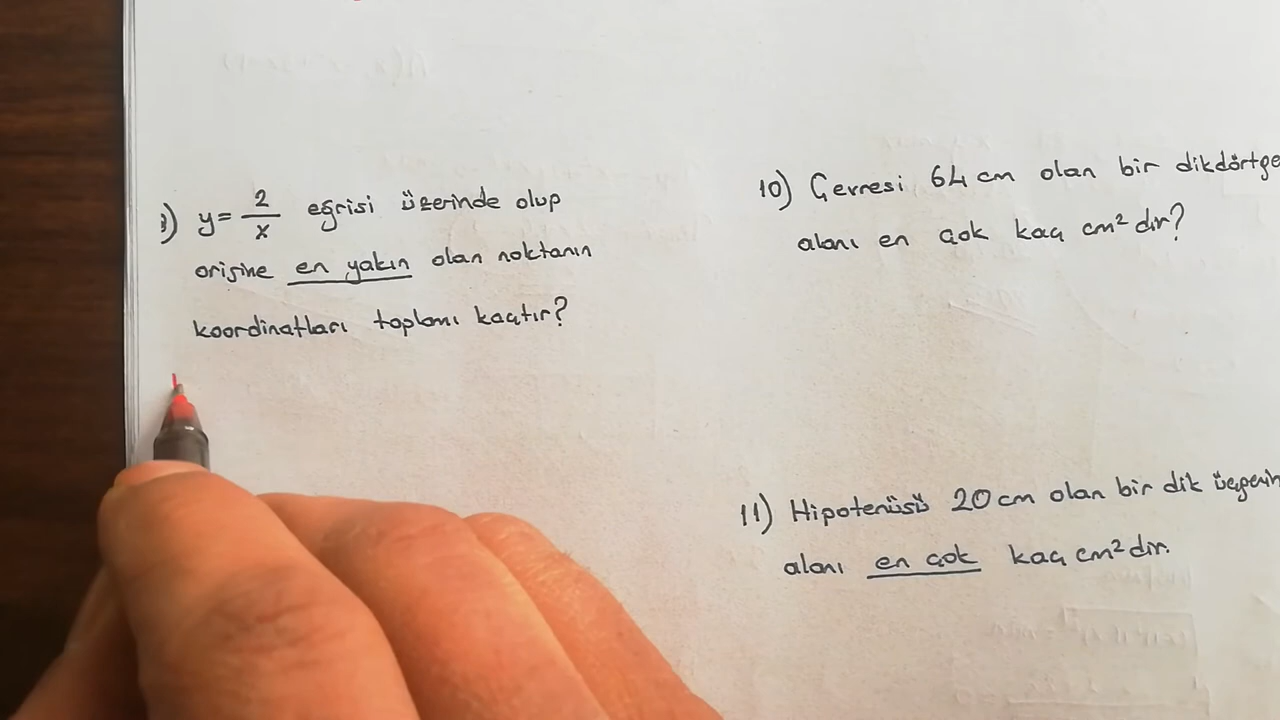 ) y = 2/x eğrisi üzerinde olup
orijine en yakın olan noktanın
koordinatları toplamı kaçtır?
10) Çevresi 64 cm olan bir dikdörtge
alanı en çok kaç cm² dir?
11) Hipotenüsü 20 cm olan bir dik üçgenin
alanı en çok kaç cm² dir.